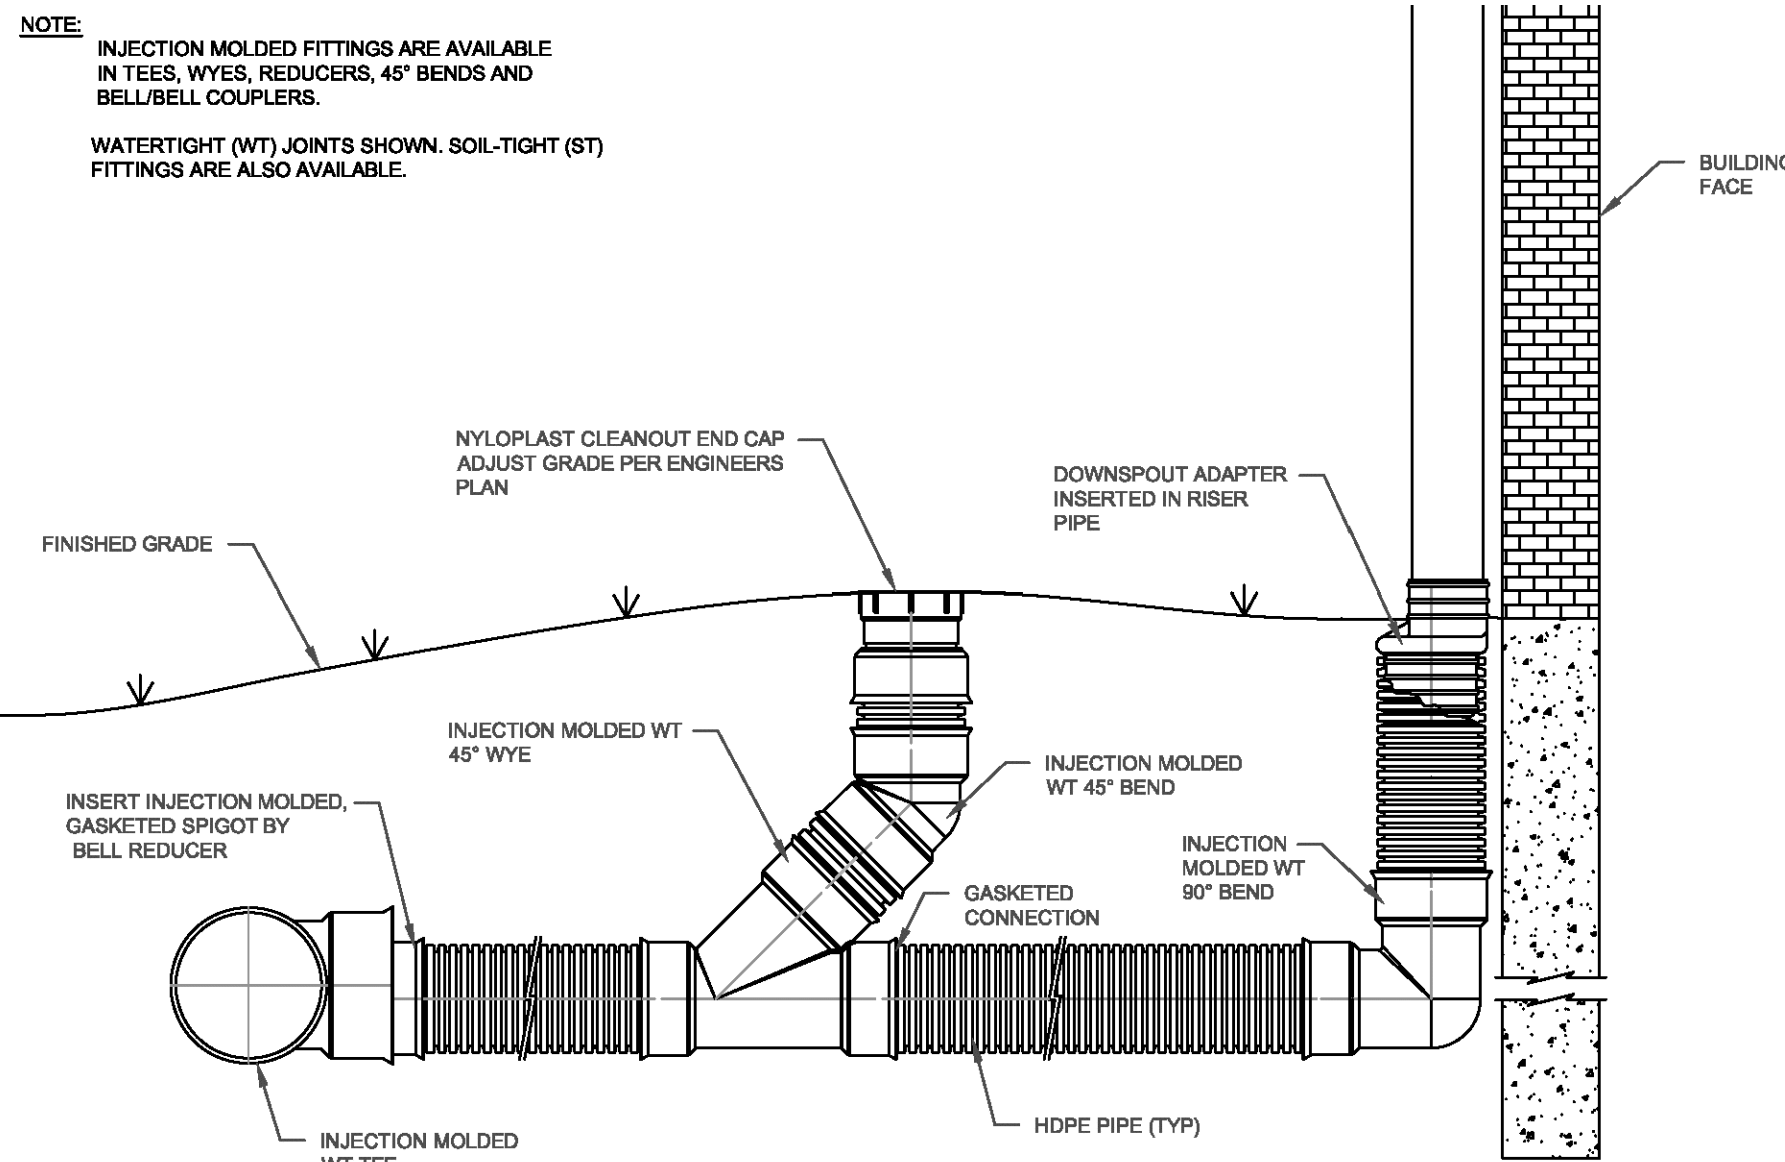 NOTE:
INJECTION MOLDED FITTINGS ARE AVAILABLE
IN TEES, WYES, REDUCERS, 45° BENDS AND
BELL/BELL COUPLERS.
WATERTIGHT (WT) JOINTS SHOWN. SOIL-TIGHT (ST)
FITTINGS ARE ALSO AVAILABLE.
BUILDING
FACE
NYLOPLAST CLEANOUT END CAP
ADJUST GRADE PER ENGINEERS
PLAN
DOWNSPOUT ADAPTER
INSERTED IN RISER
PIPE
FINISHED GRADE
INJECTION MOLDED WT
45° WYE
INJECTION MOLDED
WT 45° BEND
INSERT INJECTION MOLDED,
GASKETED SPIGOT BY
BELL REDUCER
INJECTION
MOLDED WT
90° BEND
GASKETED
CONNECTION
HDPE PIPE (TYP)
INJECTION MOLDED
WT TEE